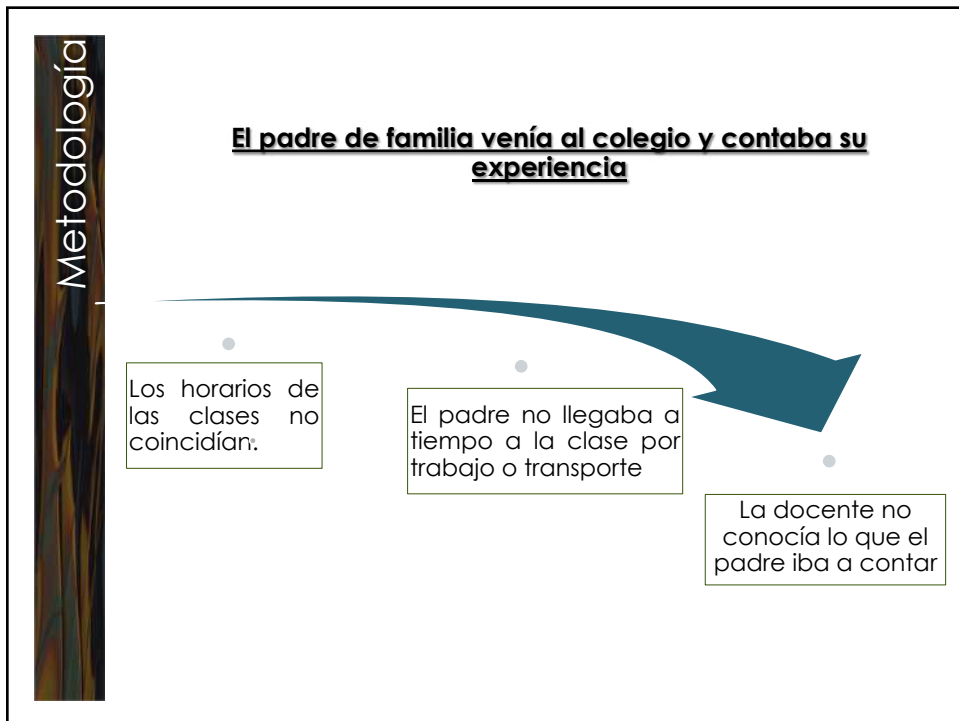 Metodología
El padre de familia venía al colegio y contaba su
experiencia
Los horarios de
las clases no
coincidían.
El padre no llegaba a
tiempo a la clase por
trabajo o transporte
La docente no
conocía lo que el
padre iba a contar